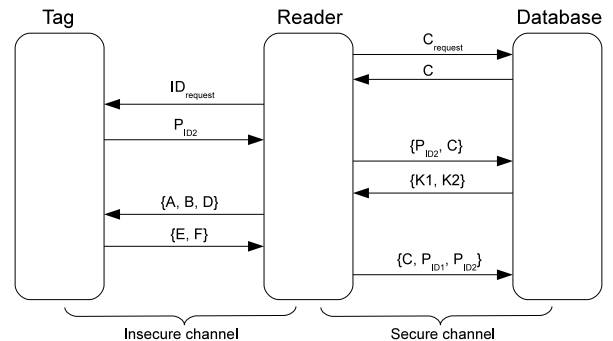 Tag Reader Database
C_request
C
ID_request
P_ID2
{P_ID2, C}
{K1, K2}
{A, B, D}
{E, F}
{C, P_ID1, P_ID2}
Insecure channel Secure channel